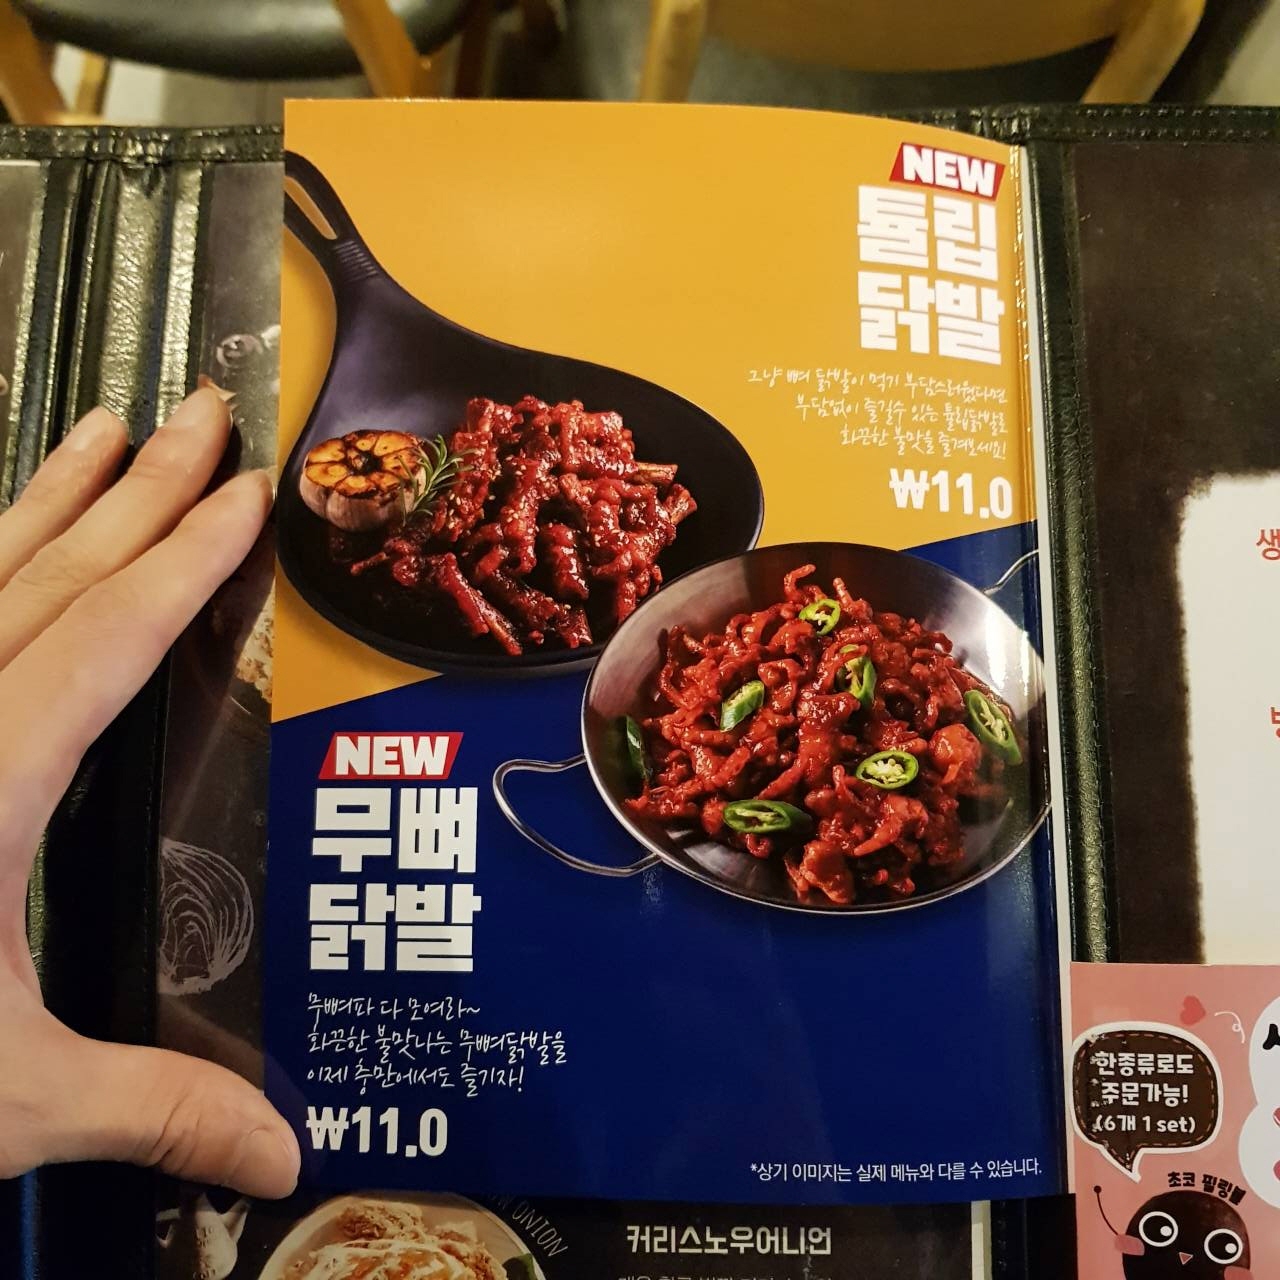 NEW
튤립
닭발
그냥 뼈 닭발이 먹기 부담스러웠다면
부담없이 즐길수 있는 튤립닭발로
화끈한 불맛을 즐겨보세요!
₩11.0
NEW
무뼈
닭발
무뼈파 다 모여라~
화끈한 불맛나는 무뼈닭발을
이제 충만에서도 즐기자!
₩11.0
*상기 이미지는 실제 메뉴와 다를 수 있습니다.
생
한종류로도
주문가능!
(6개 1 set)
초코 필링볼
ONION
커리스노우어니언